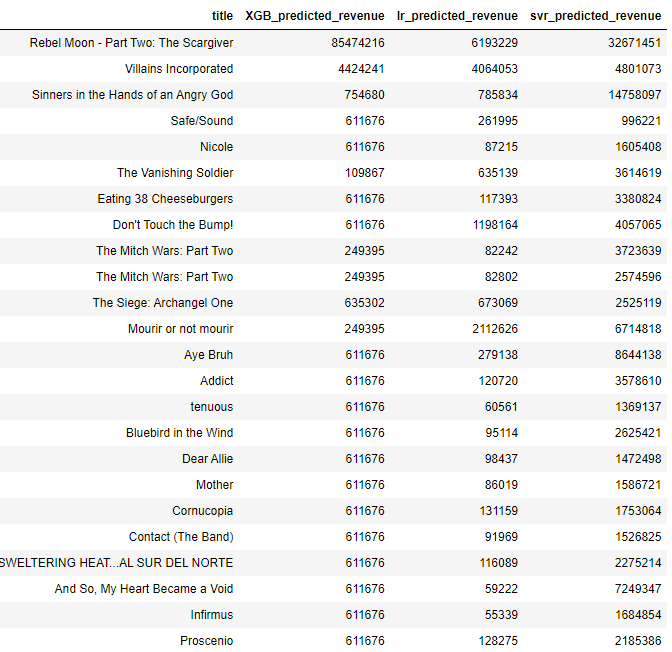 title XGB_predicted_revenue lr_predicted_revenue svr_predicted_revenue
Rebel Moon - Part Two: The Scargiver 85474216 6193229 32671451
Villains Incorporated 4424241 4064053 4801073
Sinners in the Hands of an Angry God 754680 785834 14758097
Safe/Sound 611676 261995 996221
Nicole 611676 87215 1605408
The Vanishing Soldier 109867 635139 3614619
Eating 38 Cheeseburgers 611676 117393 3380824
Don't Touch the Bump! 611676 1198164 4057065
The Mitch Wars: Part Two 249395 82242 3723639
The Mitch Wars: Part Two 249395 82802 2574596
The Siege: Archangel One 635302 673069 2525119
Mourir or not mourir 249395 2112626 6714818
Aye Bruh 611676 279138 8644138
Addict 611676 120720 3578610
tenuous 611676 60561 1369137
Bluebird in the Wind 611676 95114 2625421
Dear Allie 611676 98437 1472498
Mother 611676 86019 1586721
Cornucopia 611676 131159 1753064
Contact (The Band) 611676 91969 1526825
SWELTERING HEAT...AL SUR DEL NORTE 611676 116089 2275214
And So, My Heart Became a Void 611676 59222 7249347
Infirmus 611676 55339 1684854
Proscenio 611676 128275 2185386